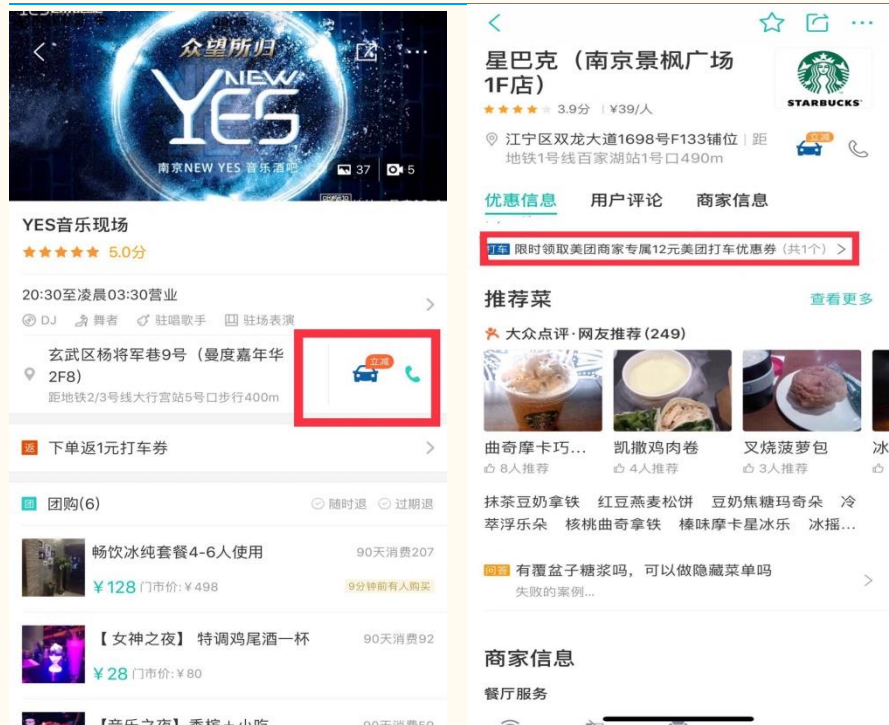 众望所归
NEW
YES
南京NEW YES 音乐酒吧
37
5
YES音乐现场
5.0分
20:30至凌晨03:30营业
DJ 舞者 驻唱歌手 驻场表演
玄武区杨将军巷9号（曼度嘉年华
2F8)
距地铁2/3号线大行宫站5号口步行400m
立减
返 下单返1元打车券
团 团购(6) 随时退 过期退
畅饮冰纯套餐4-6人使用 90天消费207
¥128 门市价:¥498 9分钟前有人购买
【女神之夜】 特调鸡尾酒一杯 90天消费92
¥28 门市价:¥80
星巴克（南京景枫广场
1F店）
STARBUCKS
3.9分 ¥39/人
江宁区双龙大道1698号F133铺位 距
地铁1号线百家湖站1号口490m
立减
优惠信息 用户评论 商家信息
打车 限时领取美团商家专属12元美团打车优惠券（共1个）
推荐菜 查看更多
大众点评·网友推荐(249)
曲奇摩卡巧... 凯撒鸡肉卷 叉烧菠萝包 冰
8人推荐 4人推荐 3人推荐
抹茶豆奶拿铁 红豆燕麦松饼 豆奶焦糖玛奇朵 冷
萃浮乐朵 核桃曲奇拿铁 榛味摩卡星冰乐 冰摇...
问答 有覆盆子糖浆吗，可以做隐藏菜单吗
失败的案例...
商家信息
餐厅服务